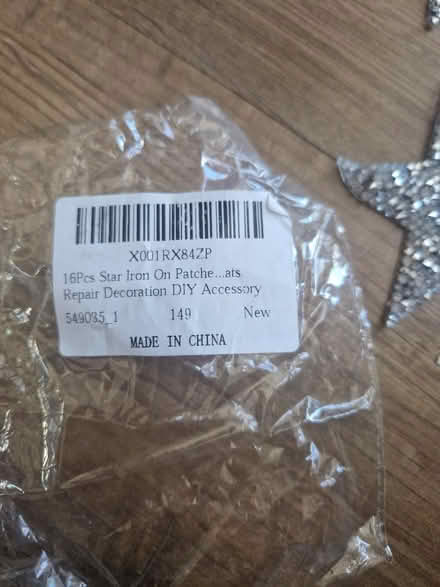 X001RX84ZP
16Pcs Star Iron On Patche...ats
Repair Decoration DIY Accessory
549035_1 149 New
MADE IN CHINA